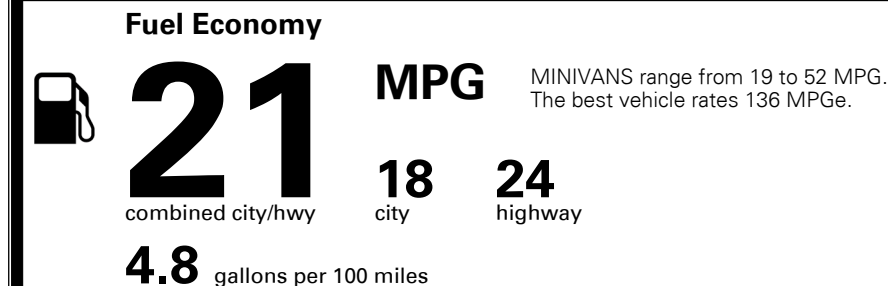 Fuel Economy
21 MPG
MINIVANS range from 19 to 52 MPG.
The best vehicle rates 136 MPGe.
18 24
combined city/hwy city highway
4.8 gallons per 100 miles